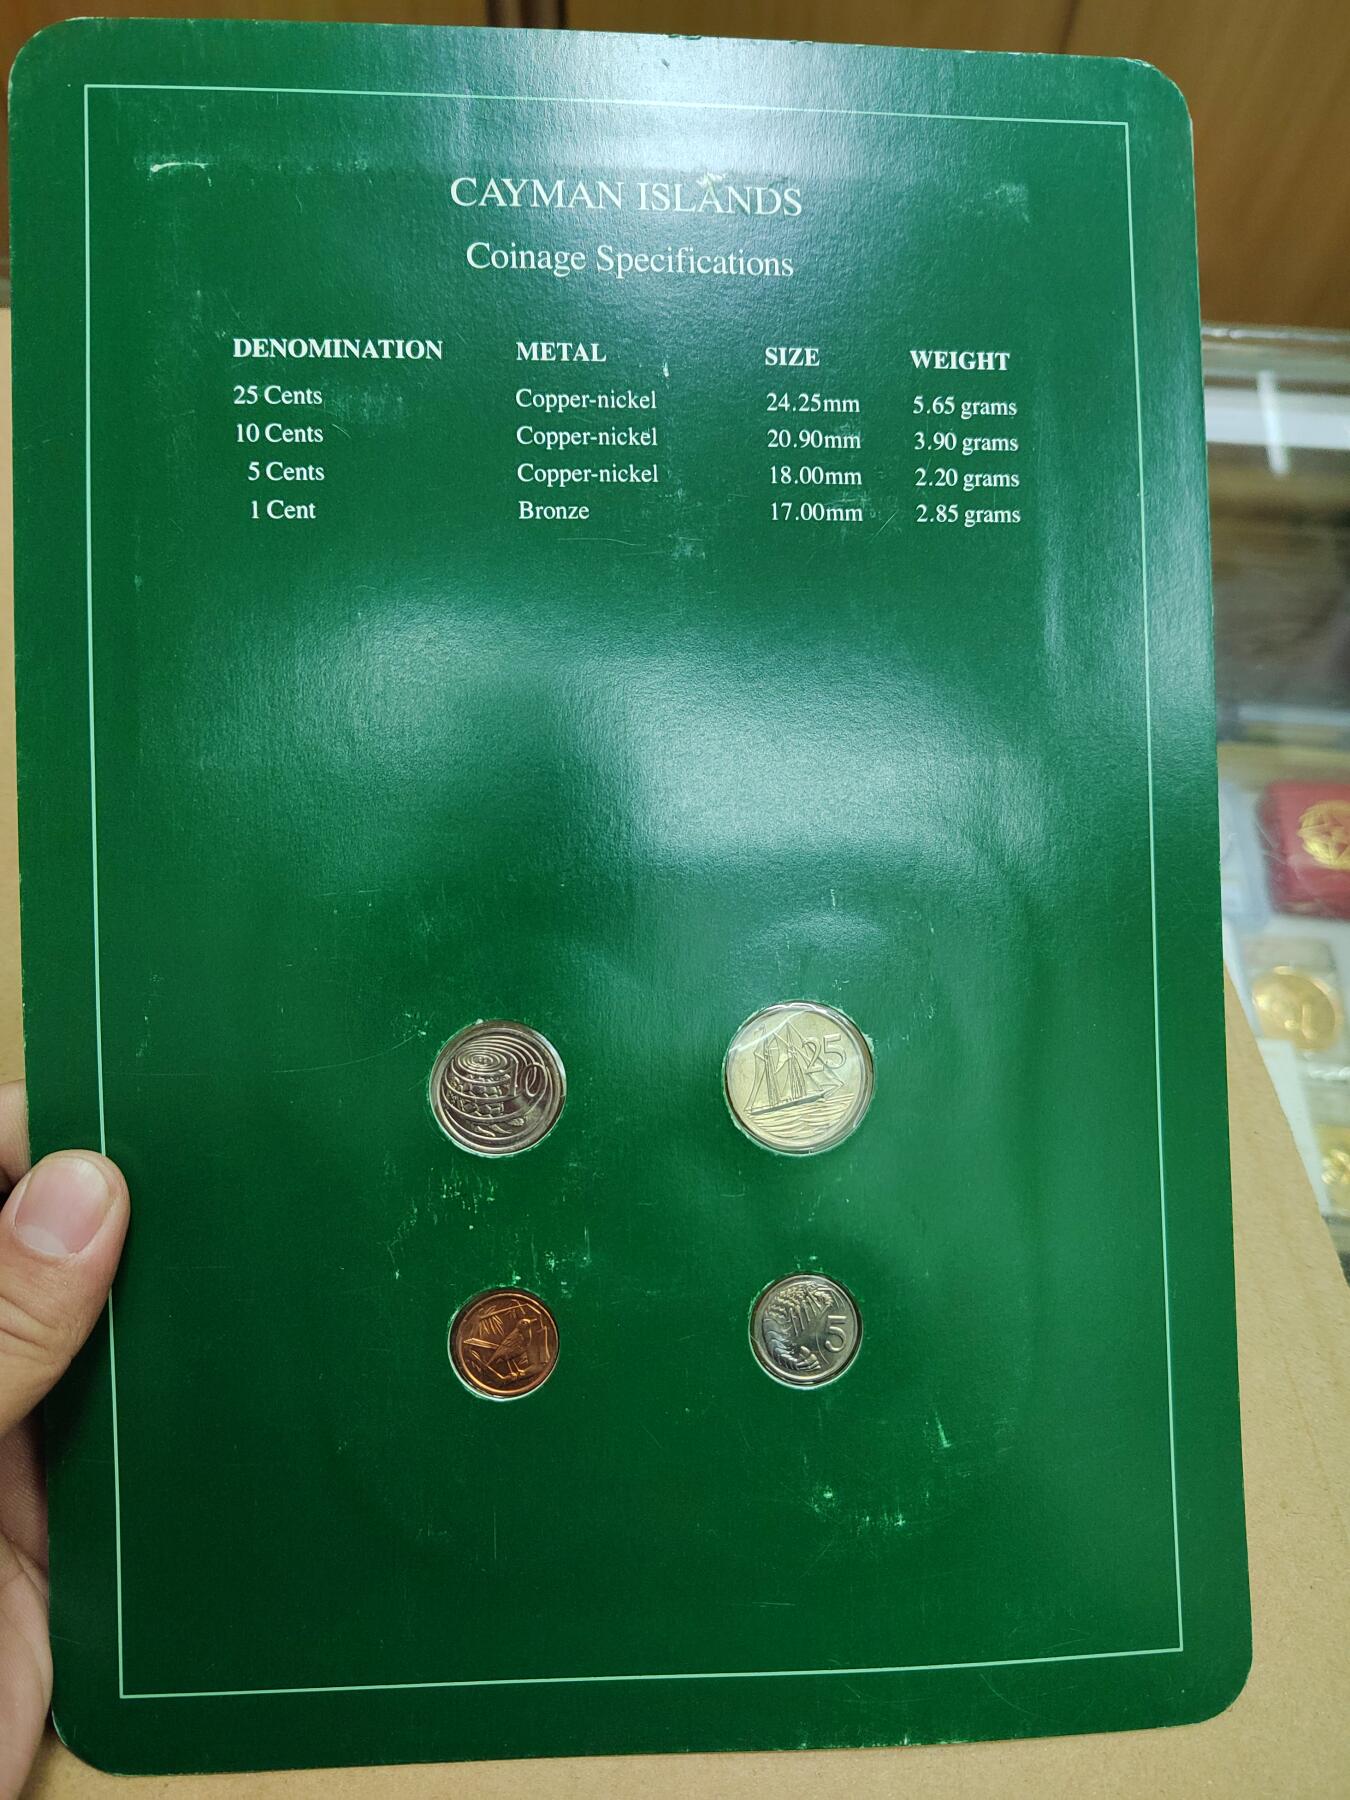 CAYMAN ISLANDS
Coinage Specifications
DENOMINATION METAL SIZE WEIGHT
25 Cents Copper-nickel 24.25mm 5.65 grams
10 Cents Copper-nickel 20.90mm 3.90 grams
5 Cents Copper-nickel 18.00mm 2.20 grams
1 Cent Bronze 17.00mm 2.85 grams
10
25
1
5